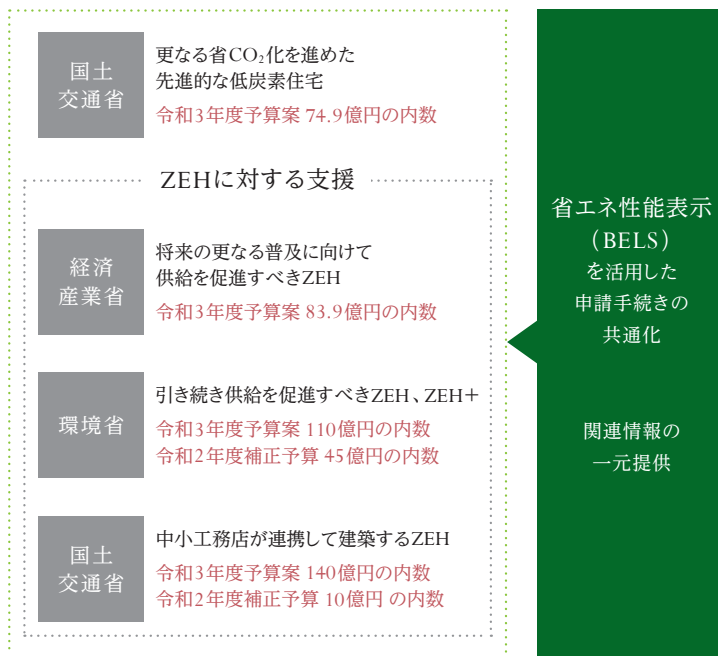 国土
交通省
更なる省CO₂化を進めた
先進的な低炭素住宅
令和3年度予算案 74.9億円の内数
ZEHに対する支援
経済
産業省
将来の更なる普及に向けて
供給を促進すべきZEH
令和3年度予算案 83.9億円の内数
環境省
引き続き供給を促進すべきZEH、ZEH＋
令和3年度予算案 110億円の内数
令和2年度補正予算 45億円の内数
国土
交通省
中小工務店が連携して建築するZEH
令和3年度予算案 140億円の内数
令和2年度補正予算 10億円 の内数
省エネ性能表示
（BELS）
を活用した
申請手続きの
共通化
関連情報の
一元提供